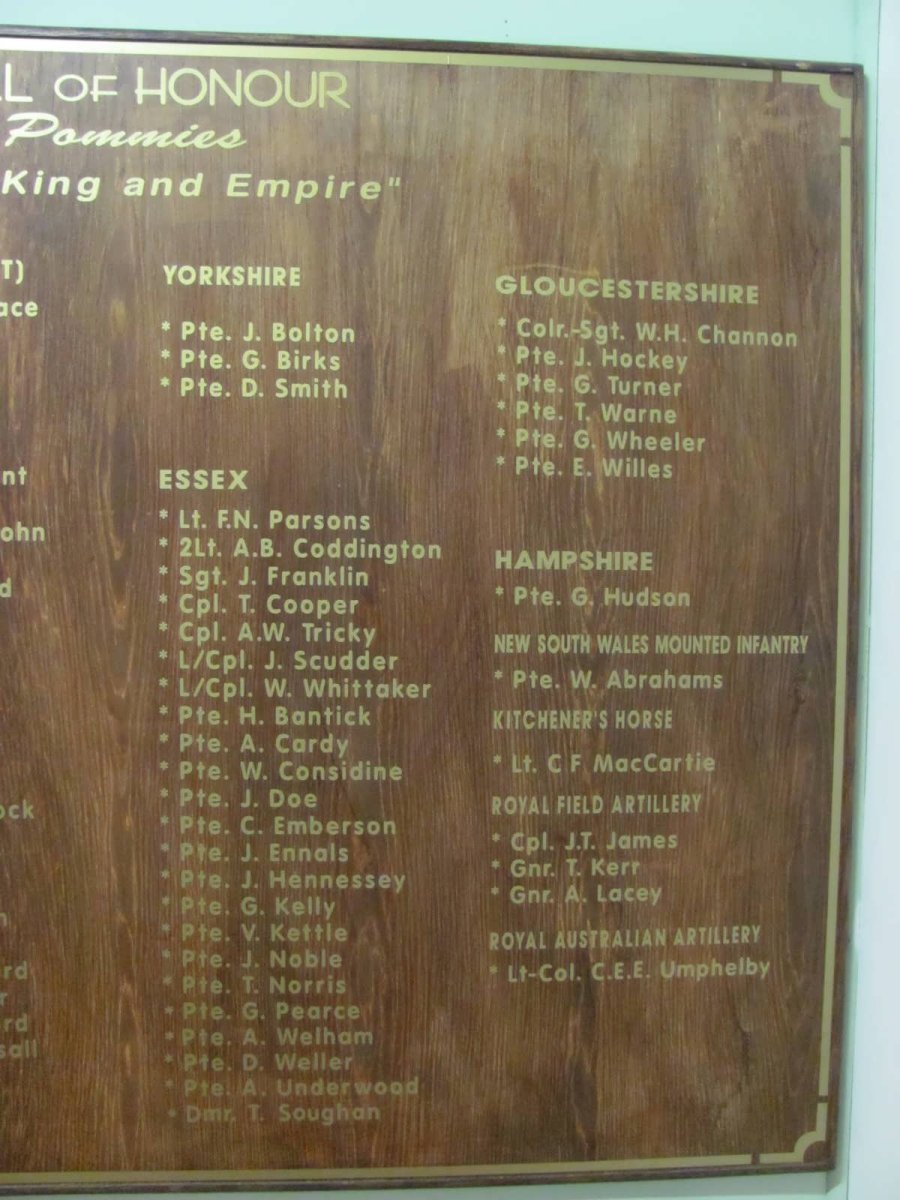 LL OF HONOUR
Pommies
King and Empire"
T)
ace
nt
ohn
d
ock
n
rd
r
rd
sall
YORKSHIRE
* Pte. J. Bolton
* Pte. G. Birks
* Pte. D. Smith
ESSEX
* Lt. F.N. Parsons
* 2Lt. A.B. Coddington
* Sgt. J. Franklin
* Cpl. T. Cooper
* Cpl. A.W. Tricky
* L/Cpl. J. Scudder
* L/Cpl. W. Whittaker
* Pte. H. Bantick
* Pte. A. Cardy
* Pte. W. Considine
* Pte. J. Doe
* Pte. C. Emberson
* Pte. J. Ennals
* Pte. J. Hennessey
* Pte. G. Kelly
* Pte. V. Kettle
* Pte. J. Noble
* Pte. T. Norris
* Pte. G. Pearce
* Pte. A. Welham
* Pte. D. Weller
* Pte. A. Underwood
* Dmr. T. Soughan
GLOUCESTERSHIRE
* Colr.-Sgt. W.H. Channon
* Pte. J. Hockey
* Pte. G. Turner
* Pte. T. Warne
* Pte. G. Wheeler
* Pte. E. Willes
HAMPSHIRE
* Pte. G. Hudson
NEW SOUTH WALES MOUNTED INFANTRY
* Pte. W. Abrahams
KITCHENER'S HORSE
* Lt. C F MacCartie
ROYAL FIELD ARTILLERY
* Cpl. J.T. James
* Gnr. T. Kerr
* Gnr. A. Lacey
ROYAL AUSTRALIAN ARTILLERY
* Lt-Col. C.E.E. Umphelby